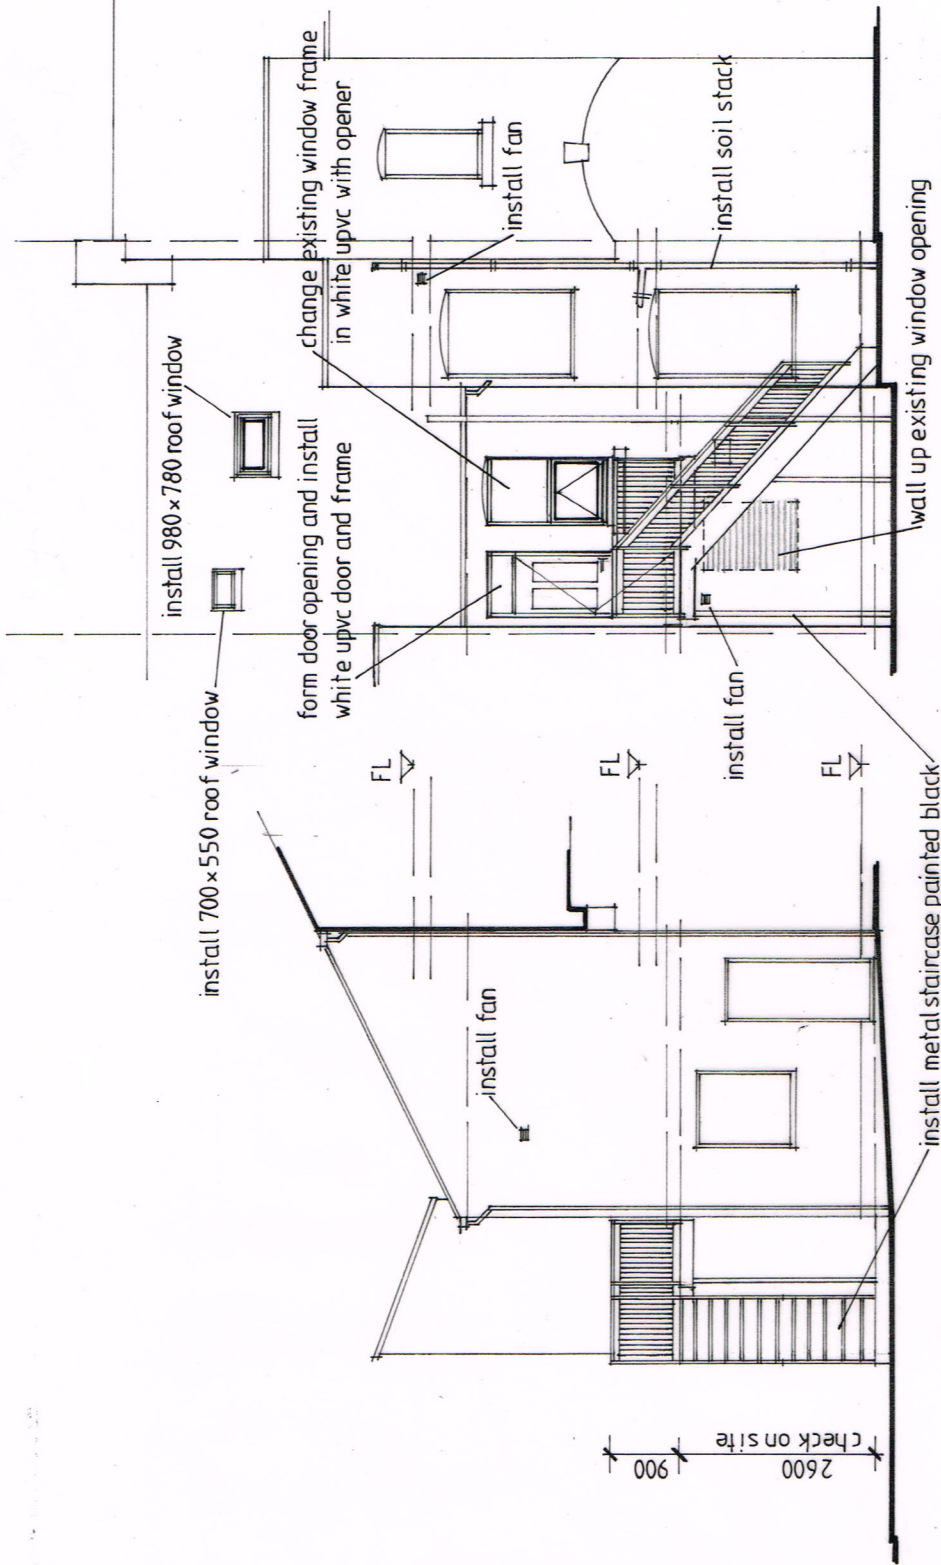 install 700×550 roof window
install 980×780 roof window
form door opening and install
white upvc door and frame
change existing window frame
in white upvc with opener
install fan
install fan
install fan
install soil stack
FL
FL
FL
900
2600
check on site
install metal staircase painted black
wall up existing window opening